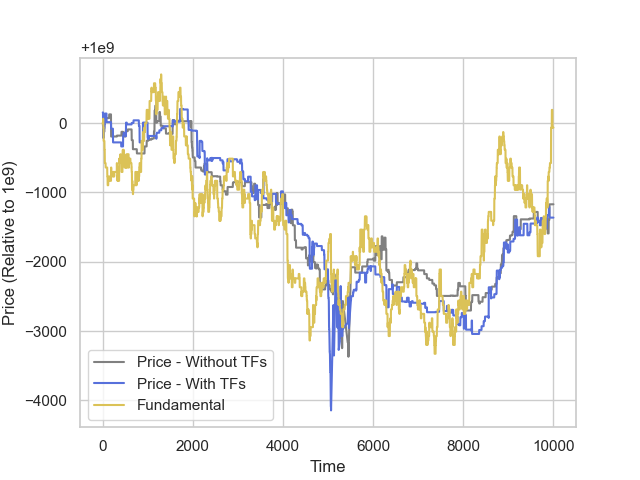 +1e9
0
−1000
−2000
−3000
−4000
Price (Relative to 1e9)
Price - Without TFs
Price - With TFs
Fundamental
0
2000
4000
6000
8000
10000
Time